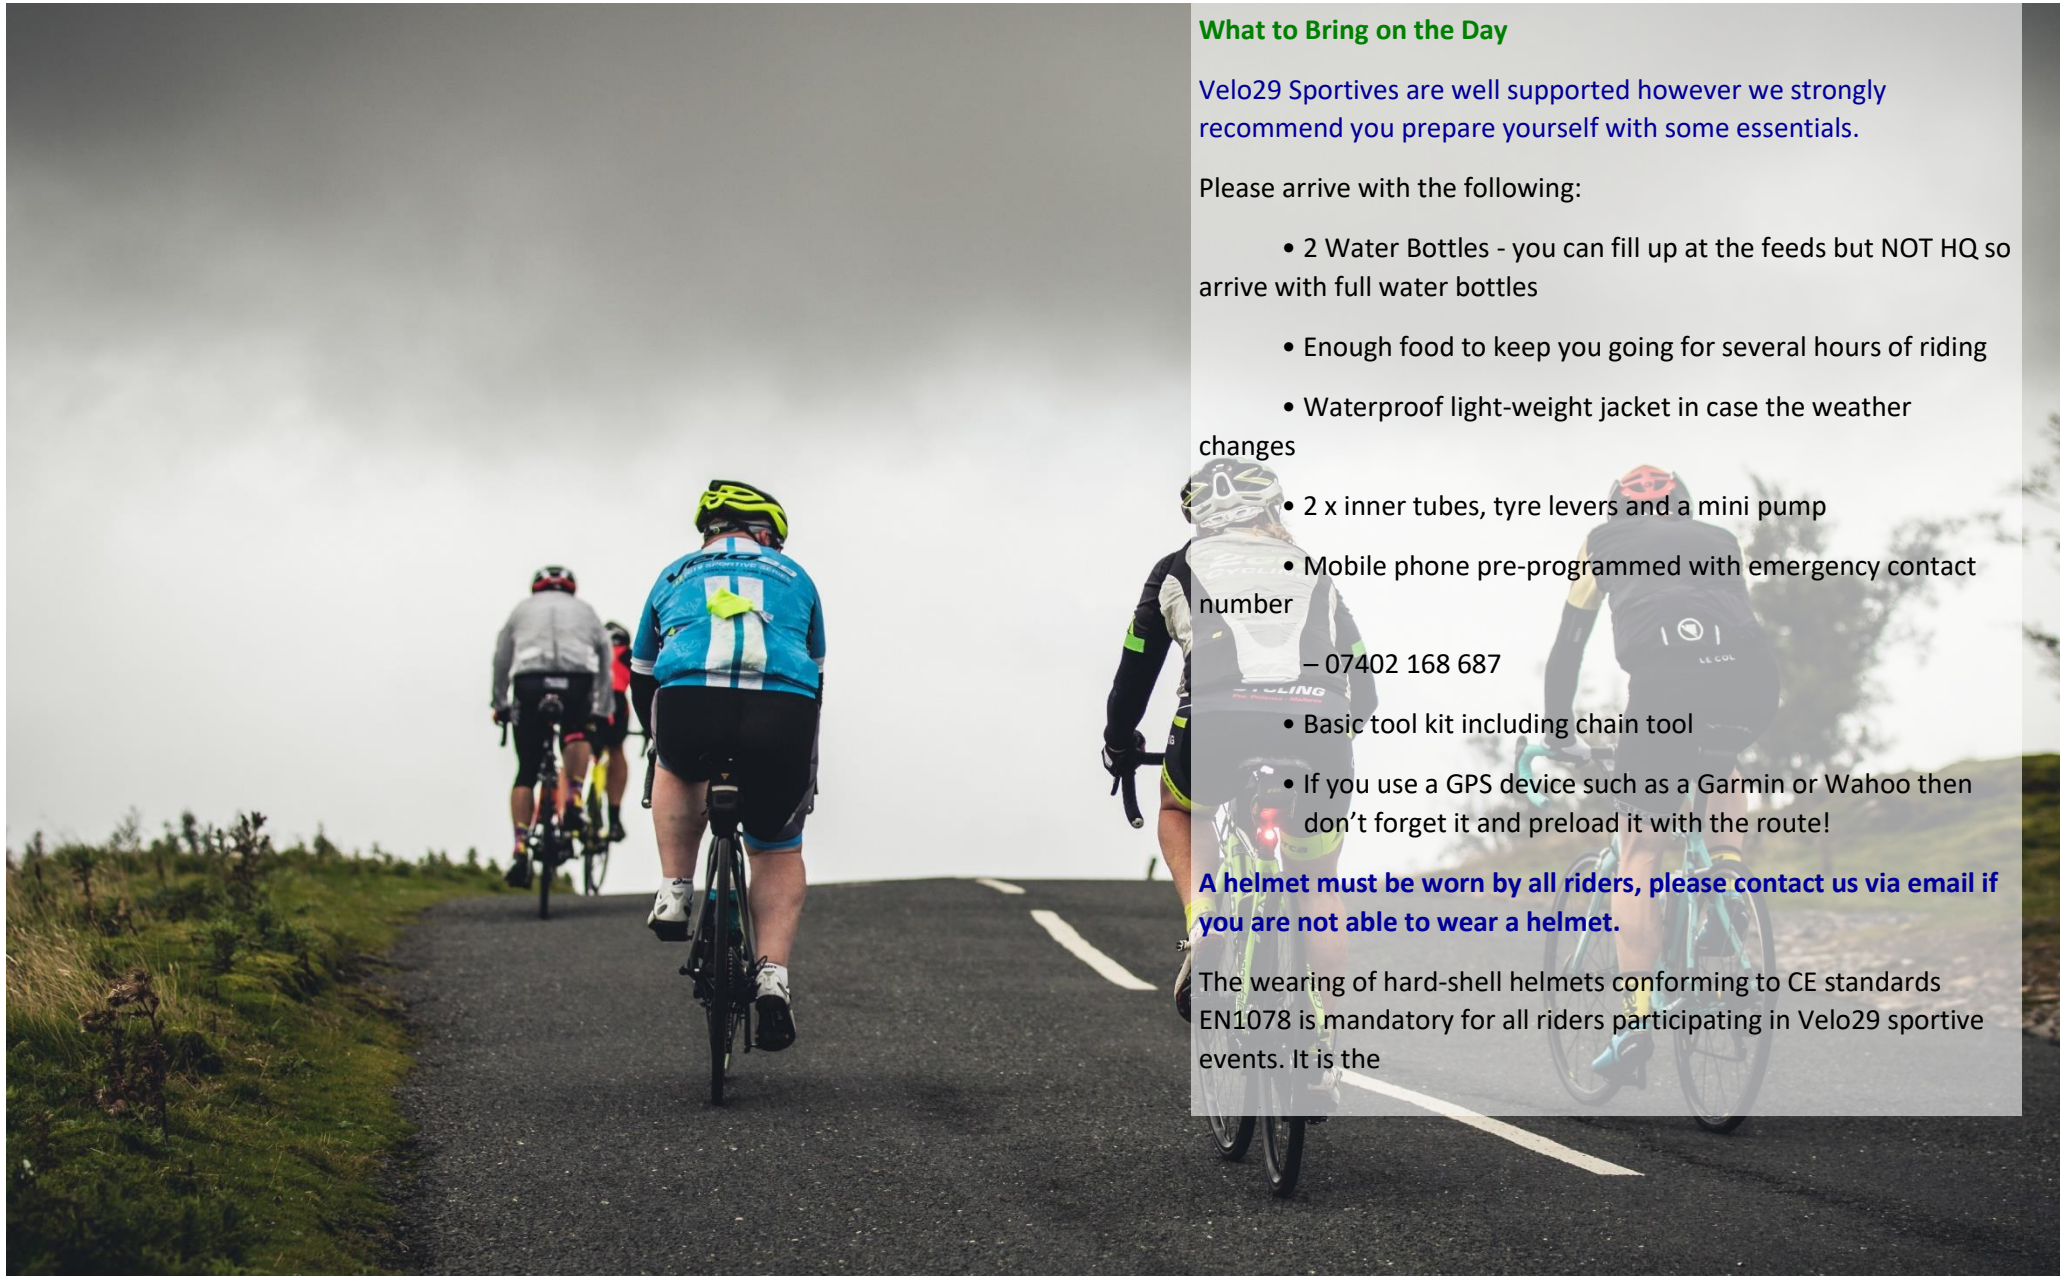 What to Bring on the Day
Velo29 Sportives are well supported however we strongly
recommend you prepare yourself with some essentials.
Please arrive with the following:
• 2 Water Bottles - you can fill up at the feeds but NOT HQ so
arrive with full water bottles
• Enough food to keep you going for several hours of riding
• Waterproof light-weight jacket in case the weather
changes
• 2 x inner tubes, tyre levers and a mini pump
• Mobile phone pre-programmed with emergency contact
number
– 07402 168 687
• Basic tool kit including chain tool
• If you use a GPS device such as a Garmin or Wahoo then
don’t forget it and preload it with the route!
A helmet must be worn by all riders, please contact us via email if
you are not able to wear a helmet.
The wearing of hard-shell helmets conforming to CE standards
EN1078 is mandatory for all riders participating in Velo29 sportive
events. It is the
velo29
SPORTIVE SERIES
CYCLING
LE COL